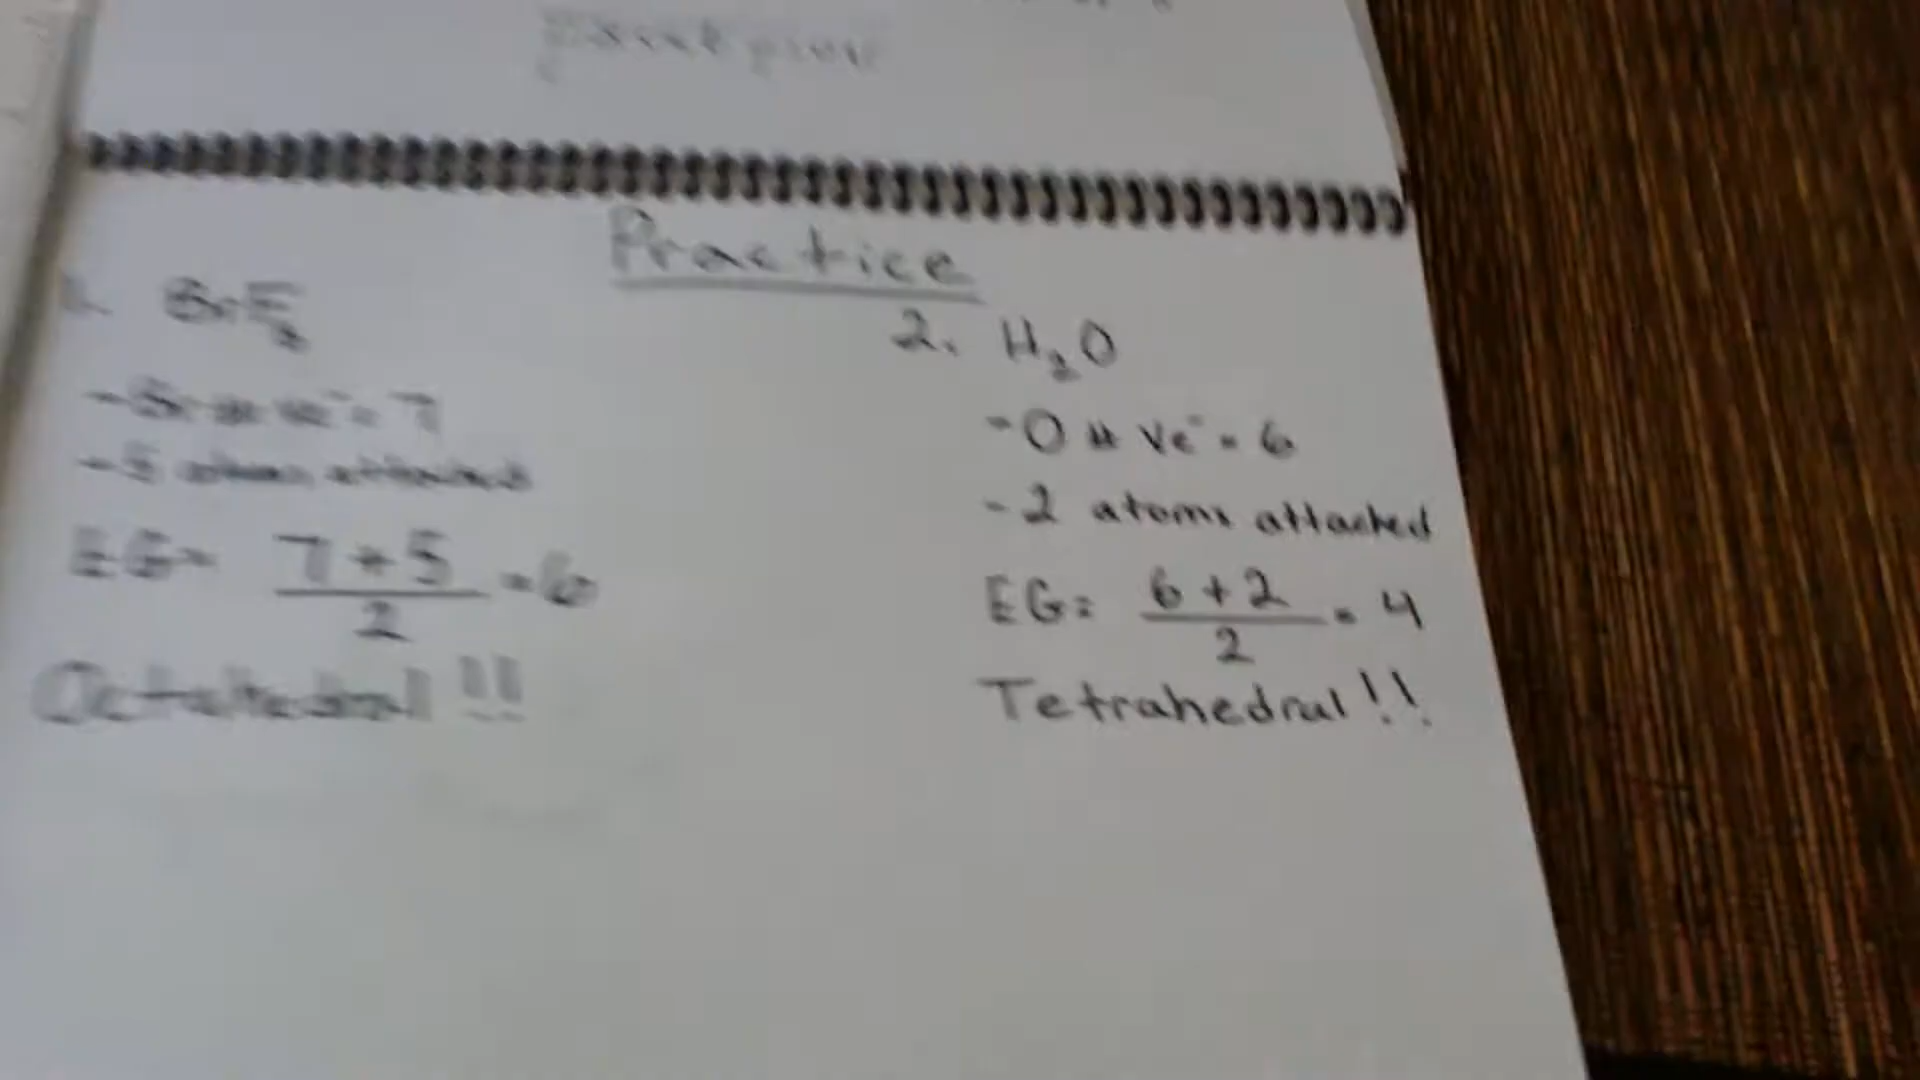 Practice
1. BrF5
- Br # ve- = 7
- 5 atoms attached
EG= 7+5/2 = 6
Octahedral!!
2. H2O
- O # Ve- = 6
- 2 atoms attached
EG= 6+2/2 = 4
Tetrahedral!!